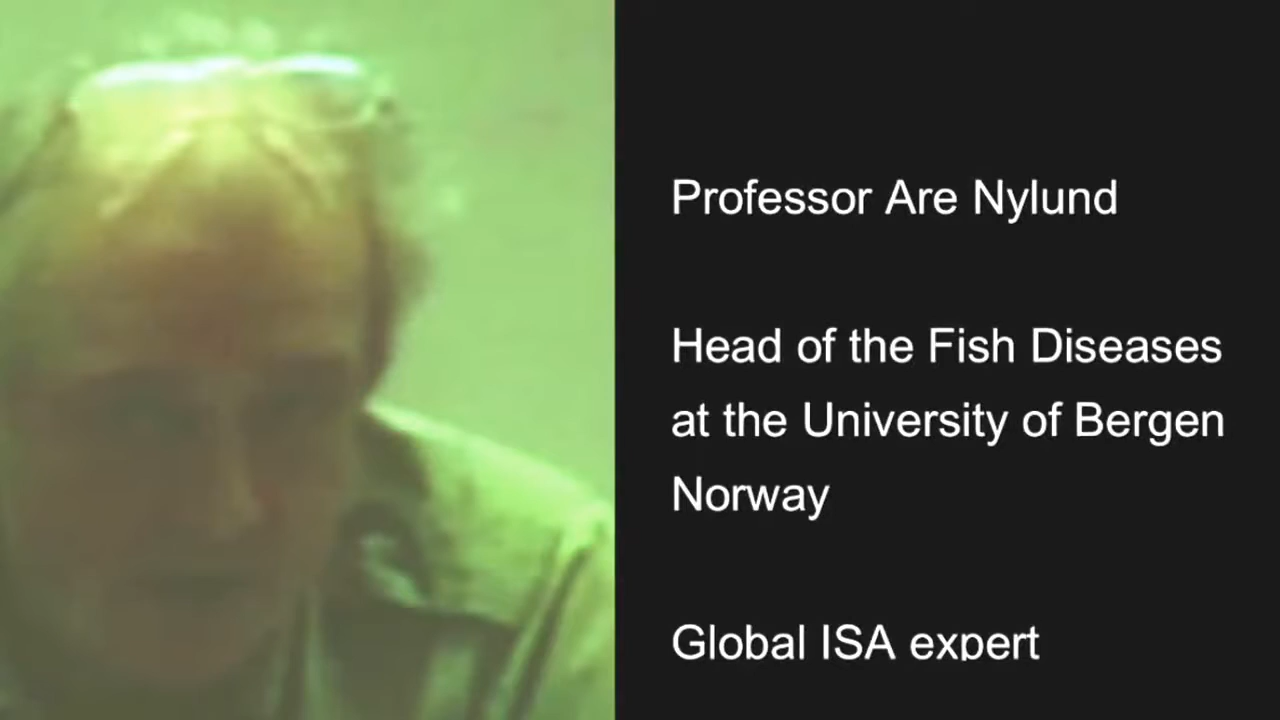 Professor Are Nylund
Head of the Fish Diseases
at the University of Bergen
Norway
Global ISA expert